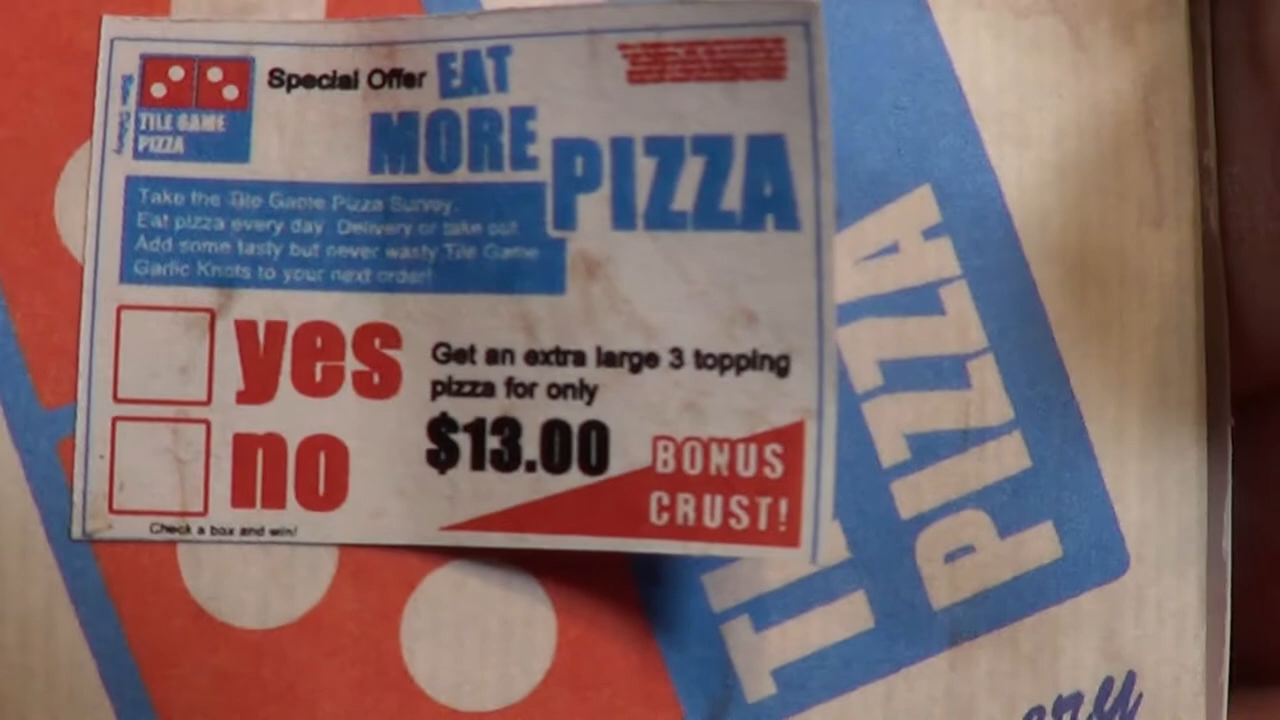 Special Offer
EAT
MORE
PIZZA
TILE GAME
PIZZA
Take the Tile Game Pizza Survey.
Eat pizza every day. Delivery or take out.
Add some tasty but never wasty Tile Game
Garlic Knots to your next order!
yes
no
Check a box and win!
Get an extra large 3 topping
pizza for only
$13.00
BONUS
CRUST!
PIZZA